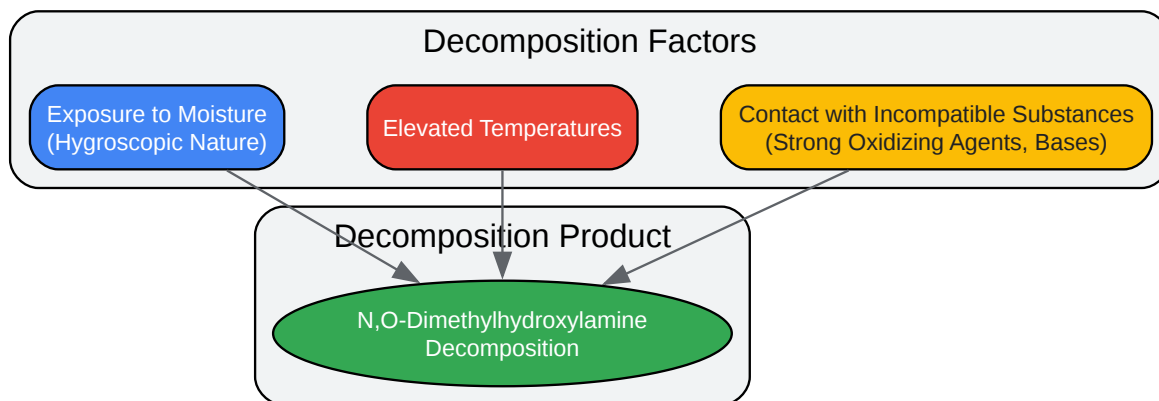 Decomposition Factors
Exposure to Moisture
(Hygroscopic Nature)
Elevated Temperatures
Contact with Incompatible Substances
(Strong Oxidizing Agents, Bases)
Decomposition Product
N,O-Dimethylhydroxylamine
Decomposition